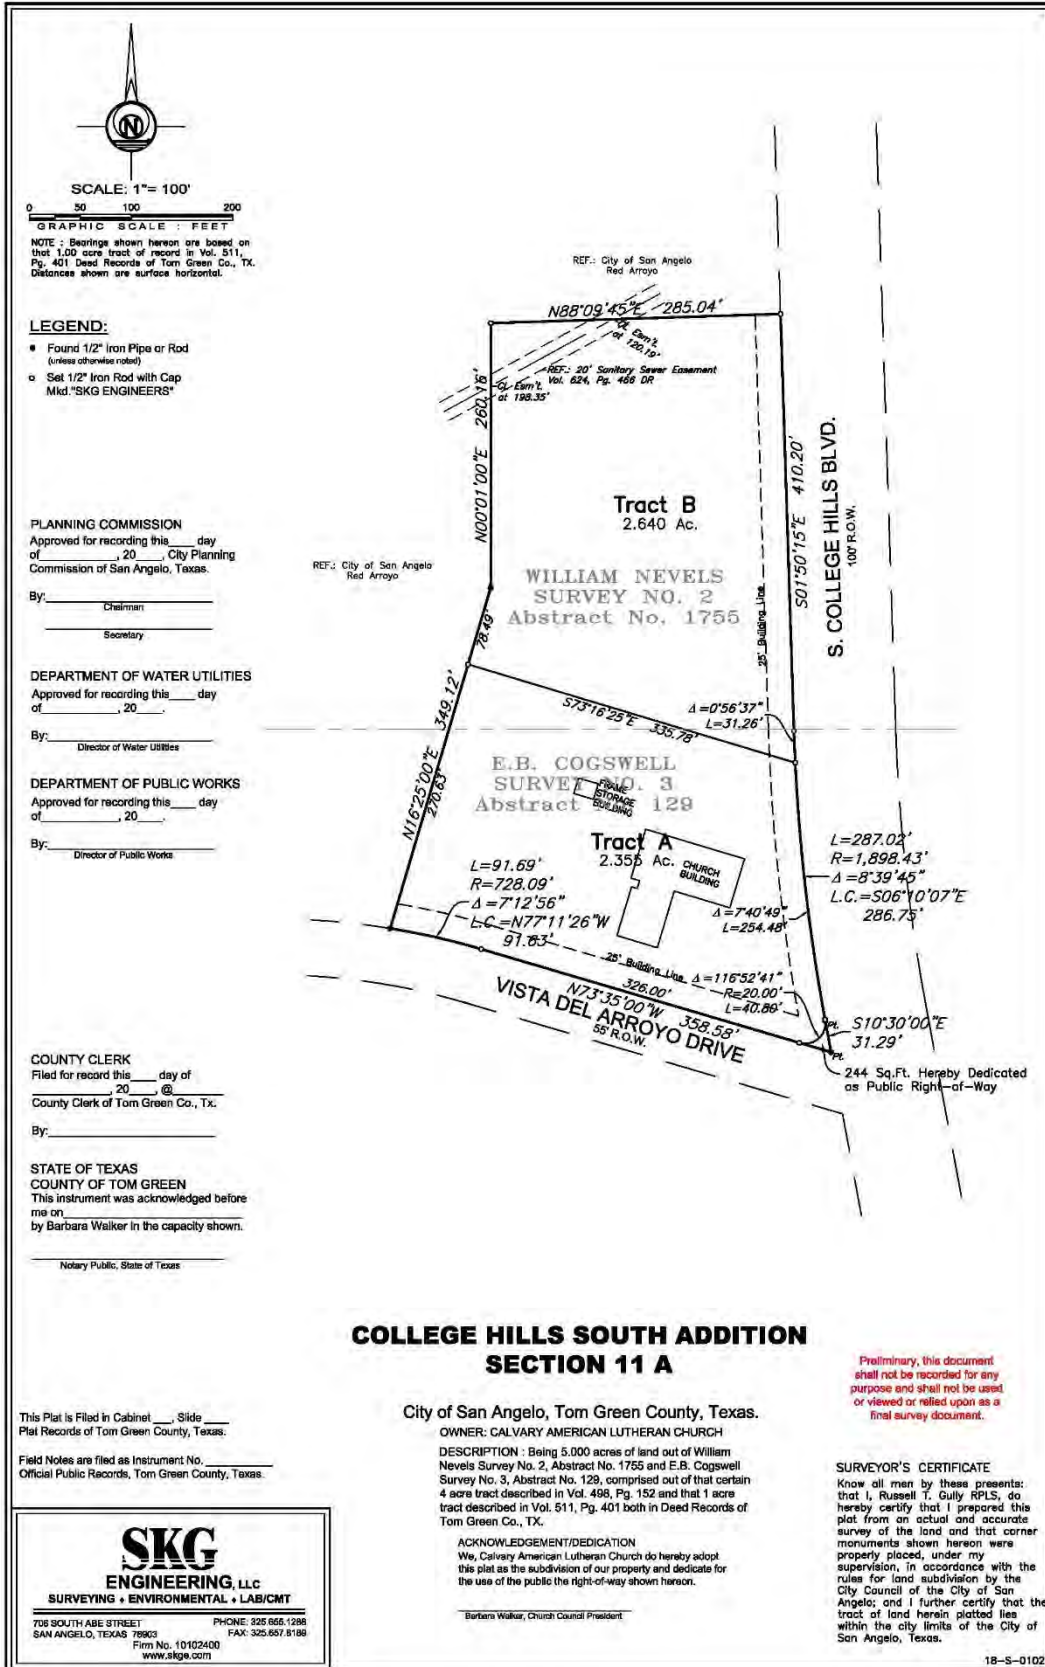 N
SCALE: 1"= 100'
0 50 100 200
GRAPHIC SCALE : FEET
NOTE : Bearings shown hereon are based on
that 1.00 acre tract of record in Vol. 511,
Pg. 401 Deed Records of Tom Green Co., TX.
Distances shown are surface horizontal.
LEGEND:
Found 1/2" Iron Pipe or Rod
(unless otherwise noted)
Set 1/2" Iron Rod with Cap
Mkd."SKG ENGINEERS"
PLANNING COMMISSION
Approved for recording this____ day
of__________, 20____, City Planning
Commission of San Angelo, Texas.
By:
Chairman
Secretary
DEPARTMENT OF WATER UTILITIES
Approved for recording this____ day
of__________, 20____.
By:
Director of Water Utilities
DEPARTMENT OF PUBLIC WORKS
Approved for recording this____ day
of__________, 20____.
By:
Director of Public Works
COUNTY CLERK
Filed for record this____ day of
__________, 20____, @______
County Clerk of Tom Green Co., Tx.
By:
STATE OF TEXAS
COUNTY OF TOM GREEN
This instrument was acknowledged before
me on
by Barbara Walker in the capacity shown.
Notary Public, State of Texas
This Plat is Filed in Cabinet ___, Slide ____
Plat Records of Tom Green County, Texas.
Field Notes are filed as Instrument No. __________
Official Public Records, Tom Green County, Texas.
SKG
ENGINEERING, LLC
SURVEYING ♦ ENVIRONMENTAL ♦ LAB/CMT
706 SOUTH ABE STREET
SAN ANGELO, TEXAS 76903
PHONE: 325.655.1288
FAX: 325.657.8189
Firm No. 10102400
www.skge.com
REF.: City of San Angelo
Red Arroyo
N88°09'45"E 285.04'
CL Esm't.
at 120.19'
REF.: 20' Sanitary Sewer Easement
Vol. 624, Pg. 466 DR
CL Esm't.
at 198.35'
N00°01'00"E 260.16'
Tract B
2.640 Ac.
S01°50'15"E 410.20'
S. COLLEGE HILLS BLVD.
100' R.O.W.
REF.: City of San Angelo
Red Arroyo
WILLIAM NEVELS
SURVEY NO. 2
Abstract No. 1755
25' Building Line
78.49'
N16°25'00"E 349.12'
270.63'
S73°16'25"E 335.78'
Δ=0°56'37"
L=31.26'
E.B. COGSWELL
SURVEY NO. 3
Abstract 129
FRAME
STORAGE
BUILDING
Tract A
2.355 Ac.
CHURCH
BUILDING
L=91.69'
R=728.09'
Δ=7°12'56"
L.C.=N77°11'26"W
91.63'
L=287.02'
R=1,898.43'
Δ=8°39'45"
L.C.=S06°10'07"E
286.75'
Δ=7°40'49"
L=254.48'
25' Building Line
Δ=116°52'41"
R=20.00'
L=40.80'
326.00'
N73°35'00"W 358.58'
VISTA DEL ARROYO DRIVE
55' R.O.W.
Pt.
S10°30'00"E
31.29'
Pt.
244 Sq.Ft. Hereby Dedicated
as Public Right-of-Way
COLLEGE HILLS SOUTH ADDITION
SECTION 11 A
City of San Angelo, Tom Green County, Texas.
OWNER: CALVARY AMERICAN LUTHERAN CHURCH
DESCRIPTION : Being 5.000 acres of land out of William
Nevels Survey No. 2, Abstract No. 1755 and E.B. Cogswell
Survey No. 3, Abstract No. 129, comprised out of that certain
4 acre tract described in Vol. 498, Pg. 152 and that 1 acre
tract described in Vol. 511, Pg. 401 both in Deed Records of
Tom Green Co., TX.
ACKNOWLEDGEMENT/DEDICATION
We, Calvary American Lutheran Church do hereby adopt
this plat as the subdivision of our property and dedicate for
the use of the public the right-of-way shown hereon.
Barbara Walker, Church Council President
Preliminary, this document
shall not be recorded for any
purpose and shall not be used
or viewed or relied upon as a
final survey document.
SURVEYOR'S CERTIFICATE
Know all men by these presents:
that I, Russell T. Gully RPLS, do
hereby certify that I prepared this
plat from an actual and accurate
survey of the land and that corner
monuments shown hereon were
properly placed, under my
supervision, in accordance with the
rules for land subdivision by the
City Council of the City of San
Angelo; and I further certify that the
tract of land herein platted lies
within the city limits of the City of
San Angelo, Texas.
18-S-0102